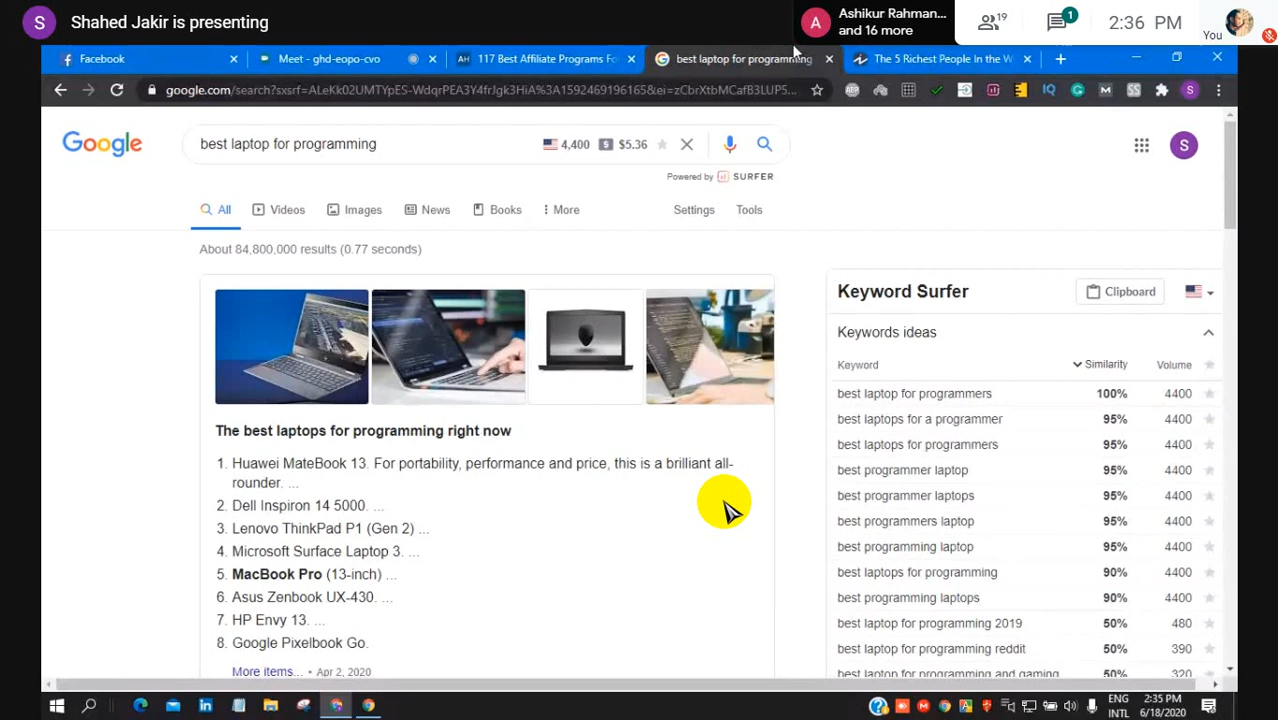 S Shahed Jakir is presenting
A Ashikur Rahman...
and 16 more
19
1
2:36 PM
You
Facebook
Meet - ghd-eopo-cvo
AH 117 Best Affiliate Programs Fo
best laptop for programming
The 5 Richest People In the W
google.com/search?sxsrf=ALeKk02UMTYpES-WdqrPEA3Y4frJgk3HiA%3A1592469196165&ei=zCbrXtbMCafB3LUP5...
Google
best laptop for programming
4,400 S $5.36
S
Powered by SURFER
All
Videos
Images
News
Books
More
Settings
Tools
About 84,800,000 results (0.77 seconds)
The best laptops for programming right now
1. Huawei MateBook 13. For portability, performance and price, this is a brilliant all-
rounder. ...
2. Dell Inspiron 14 5000. ...
3. Lenovo ThinkPad P1 (Gen 2) ...
4. Microsoft Surface Laptop 3. ...
5. MacBook Pro (13-inch) ...
6. Asus Zenbook UX-430. ...
7. HP Envy 13. ...
8. Google Pixelbook Go.
More items... • Apr 2, 2020
Keyword Surfer
Clipboard
Keywords ideas
Keyword Similarity Volume
best laptop for programmers 100% 4400
best laptops for a programmer 95% 4400
best laptops for programmers 95% 4400
best programmer laptop 95% 4400
best programmer laptops 95% 4400
best programmers laptop 95% 4400
best programming laptop 95% 4400
best laptops for programming 90% 4400
best programming laptops 90% 4400
best laptop for programming 2019 50% 480
best laptop for programming reddit 50% 390
best laptop for programming and gaming 50% 320
ENG
INTL
2:35 PM
6/18/2020